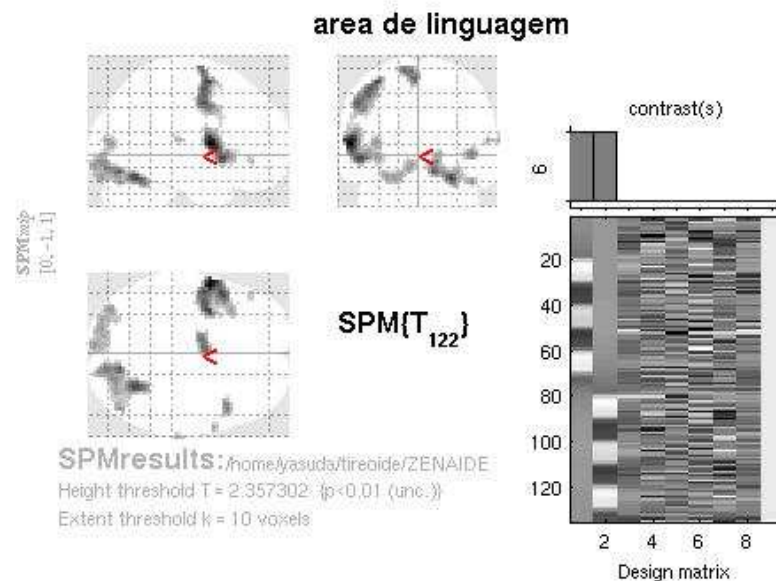 area de linguagem
contrast(s)
6
SPMmip
[0, -1, 1]
<
<
<
SPM{T122}
20
40
60
80
100
120
2 4 6 8
Design matrix
SPMresults: /home/yasuda/tireoide/ZENAIDE
Height threshold T = 2.357302 {p<0.01 (unc.)}
Extent threshold k = 10 voxels